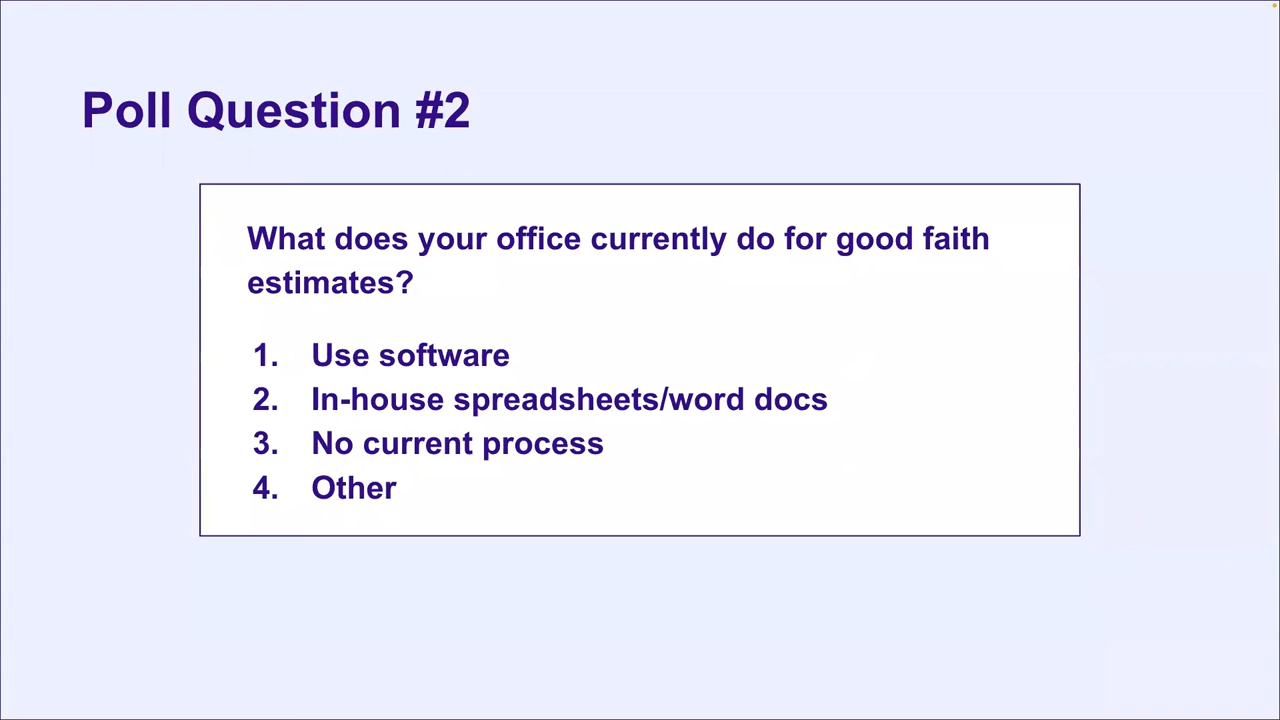 Poll Question #2
What does your office currently do for good faith
estimates?
1. Use software
2. In-house spreadsheets/word docs
3. No current process
4. Other